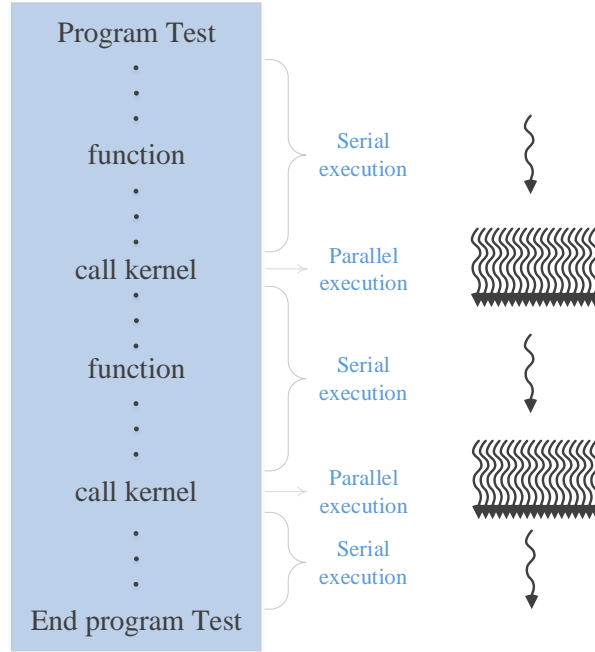 Program Test
function
Serial
execution
call kernel
Parallel
execution
function
Serial
execution
call kernel
Parallel
execution
Serial
execution
End program Test